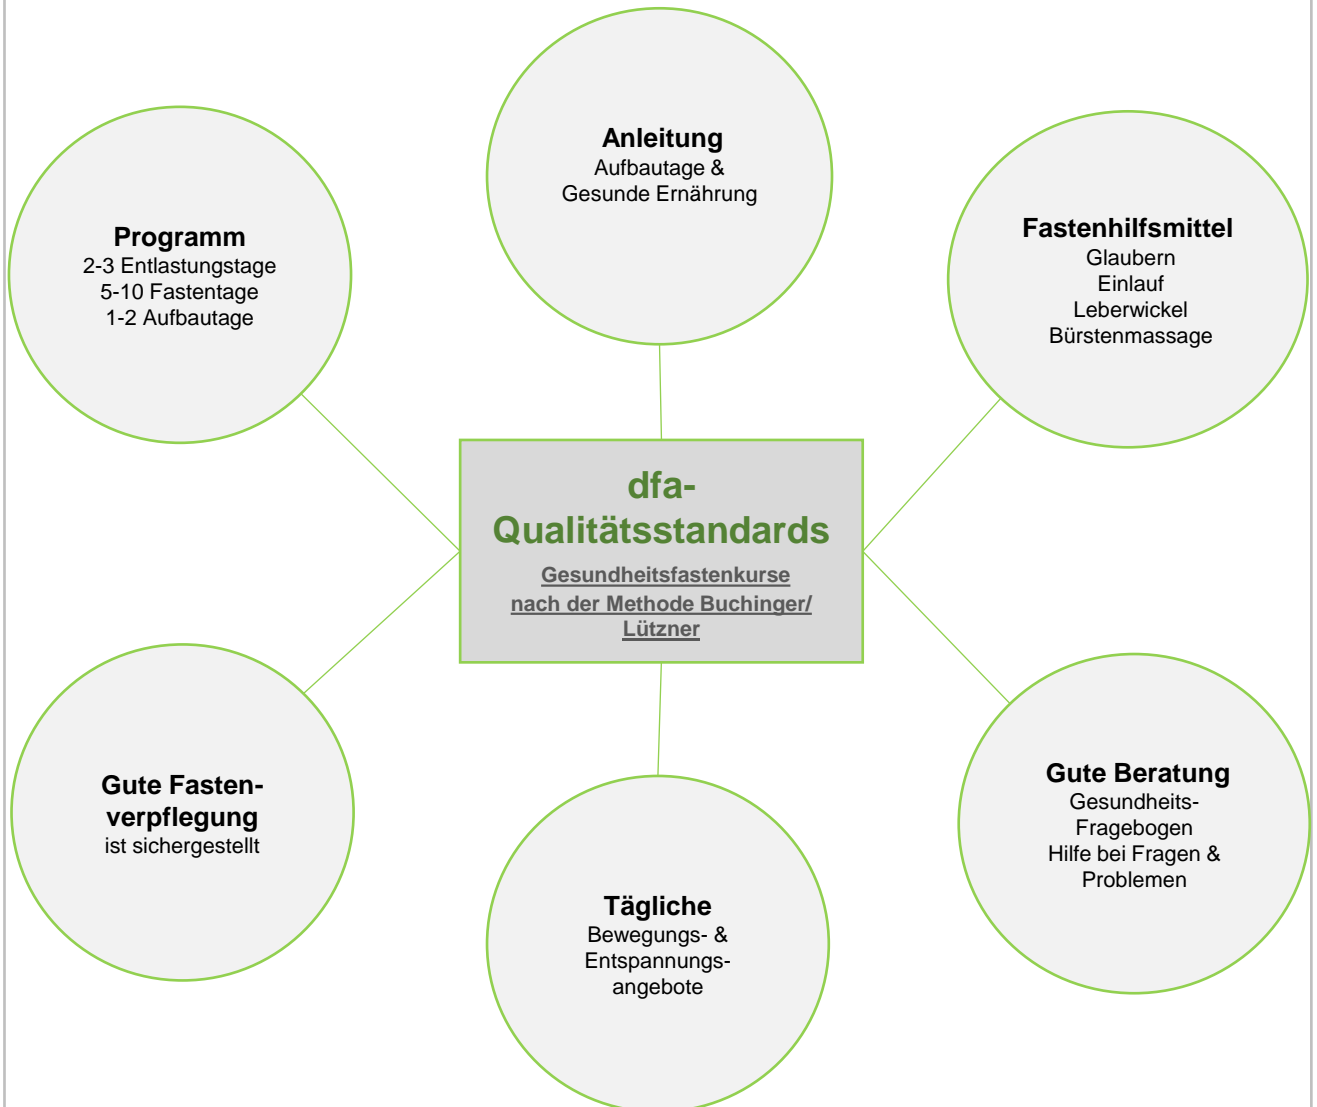 Anleitung
Aufbautage &
Gesunde Ernährung
Programm
2-3 Entlastungstage
5-10 Fastentage
1-2 Aufbautage
Fastenhilfsmittel
Glaubern
Einlauf
Leberwickel
Bürstenmassage
dfa-
Qualitätsstandards
Gesundheitsfastenkurse
nach der Methode Buchinger/
Lützner
Gute Fasten-
verpflegung
ist sichergestellt
Tägliche
Bewegungs- &
Entspannungs-
angebote
Gute Beratung
Gesundheits-
Fragebogen
Hilfe bei Fragen &
Problemen